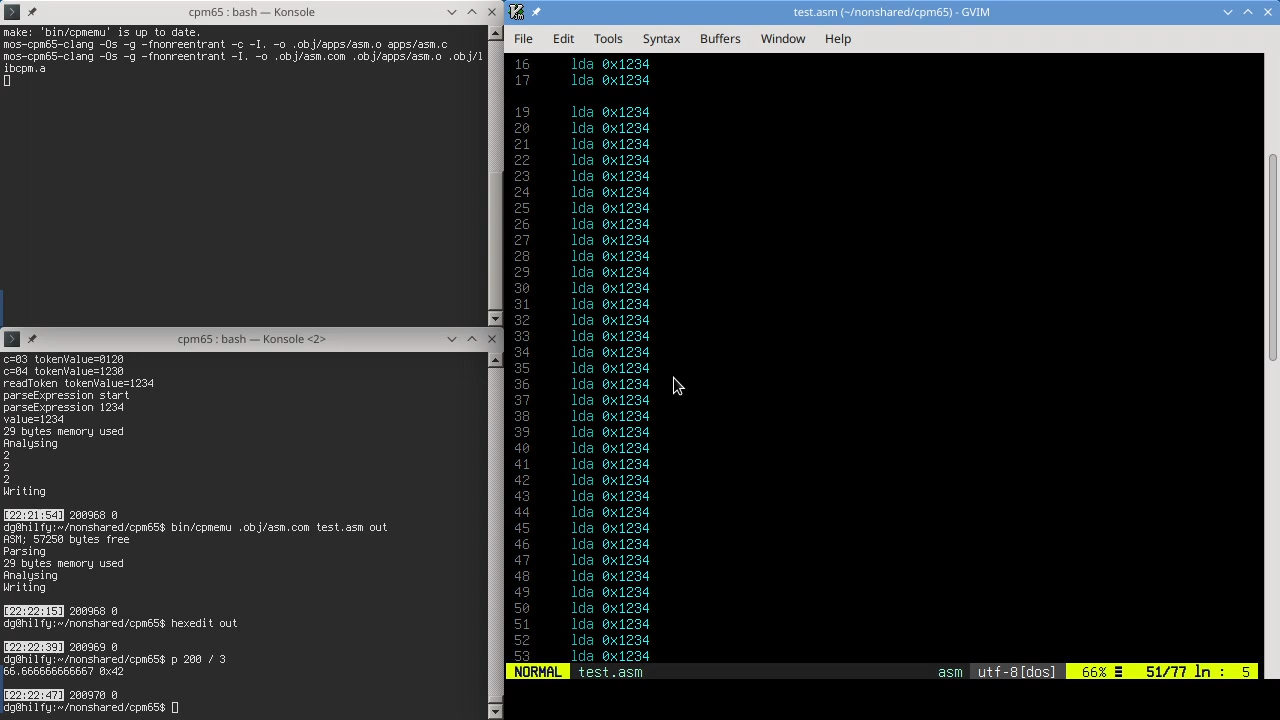 cpm65 : bash — Konsole
make: 'bin/cpmemu' is up to date.
mos-cpm65-clang -Os -g -fnonreentrant -c -I. -o .obj/apps/asm.o apps/asm.c
mos-cpm65-clang -Os -g -fnonreentrant -I. -o .obj/asm.com .obj/apps/asm.o .obj/l
ibcpm.a
cpm65 : bash — Konsole <2>
c=03 tokenValue=0120
c=04 tokenValue=1230
readToken tokenValue=1234
parseExpression start
parseExpression 1234
value=1234
29 bytes memory used
Analysing
2
2
2
Writing
[22:21:54] 200968 0
dg@hilfy:~/nonshared/cpm65$ bin/cpmemu .obj/asm.com test.asm out
ASM; 57250 bytes free
Parsing
29 bytes memory used
Analysing
Writing
[22:22:15] 200968 0
dg@hilfy:~/nonshared/cpm65$ hexedit out
[22:22:39] 200969 0
dg@hilfy:~/nonshared/cpm65$ p 200 / 3
66.666666666667 0x42
[22:22:47] 200970 0
dg@hilfy:~/nonshared/cpm65$
test.asm (~/nonshared/cpm65) - GVIM
File Edit Tools Syntax Buffers Window Help
16 lda 0x1234
17 lda 0x1234
19 lda 0x1234
20 lda 0x1234
21 lda 0x1234
22 lda 0x1234
23 lda 0x1234
24 lda 0x1234
25 lda 0x1234
26 lda 0x1234
27 lda 0x1234
28 lda 0x1234
29 lda 0x1234
30 lda 0x1234
31 lda 0x1234
32 lda 0x1234
33 lda 0x1234
34 lda 0x1234
35 lda 0x1234
36 lda 0x1234
37 lda 0x1234
38 lda 0x1234
39 lda 0x1234
40 lda 0x1234
41 lda 0x1234
42 lda 0x1234
43 lda 0x1234
44 lda 0x1234
45 lda 0x1234
46 lda 0x1234
47 lda 0x1234
48 lda 0x1234
49 lda 0x1234
50 lda 0x1234
51 lda 0x1234
52 lda 0x1234
53 lda 0x1234
NORMAL test.asm asm utf-8[dos] 66% ☰ 51/77 ln : 5